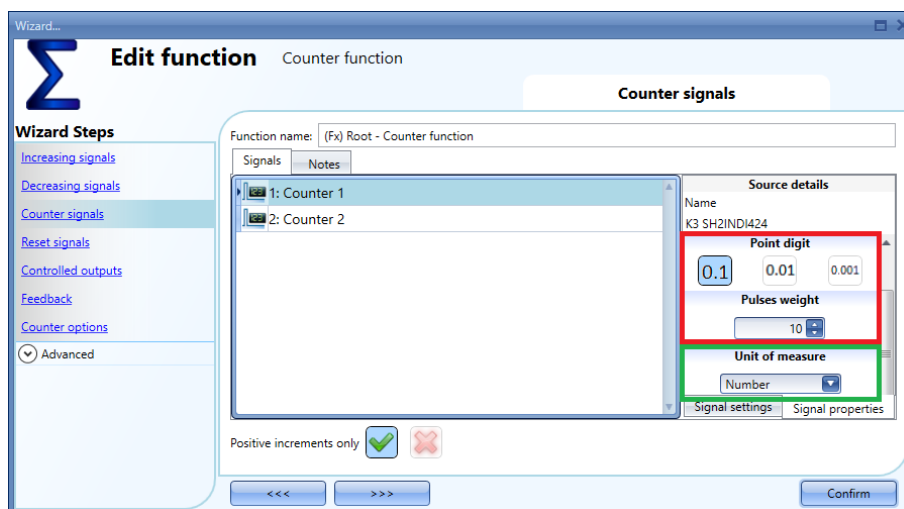 Wizard...
Edit function Counter function
Counter signals
Wizard Steps
Increasing signals
Decreasing signals
Counter signals
Reset signals
Controlled outputs
Feedback
Counter options
Advanced
Function name: (Fx) Root - Counter function
Signals Notes
1: Counter 1
2: Counter 2
Source details
Name
K3 SH2INDI424
Point digit
0.1 0.01 0.001
Pulses weight
10
Unit of measure
Number
Signal settings Signal properties
Positive increments only
<<< >>> Confirm